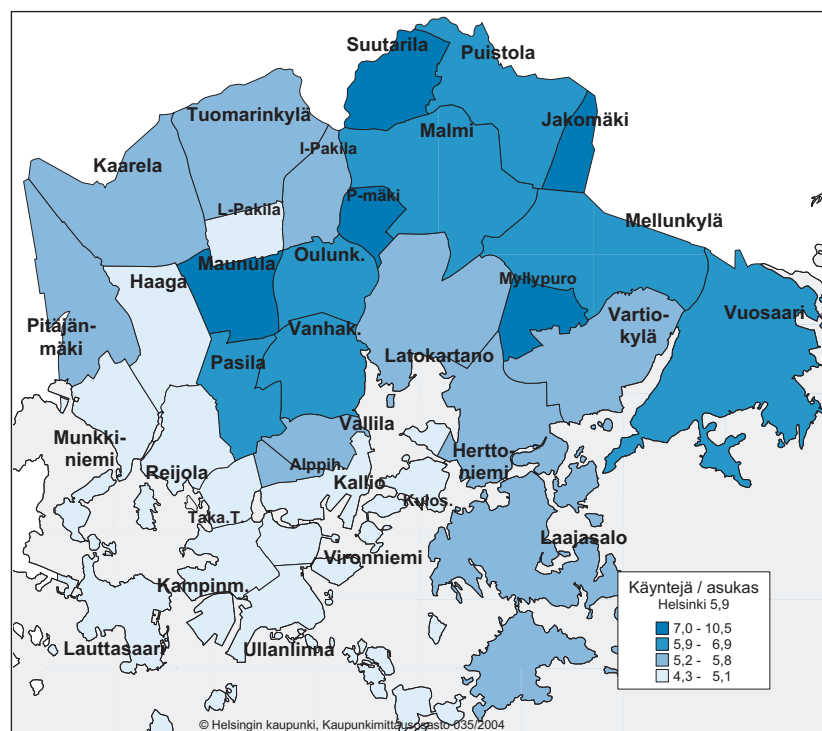 Suutarila
Puistola
Tuomarinkylä
Malmi
Jakomäki
I-Pakila
Kaarela
P-mäki
L-Pakila
Mellunkylä
Oulunk.
Maunula
Haaga
Myllypuro
Vuosaari
Pitäjän-
mäki
Vanhak.
Vartio-
kylä
Pasila
Latokartano
Vallila
Munkki-
niemi
Reijola
Alppih.
Hertto-
niemi
Kallio
Kulos.
Taka.T.
Laajasalo
Vironniemi
Kampinm.
Lauttasaari
Ullanlinna
Käyntejä / asukas
Helsinki 5,9
7,0 - 10,5
5,9 - 6,9
5,2 - 5,8
4,3 - 5,1
© Helsingin kaupunki, Kaupunkimittausosasto 035/2004